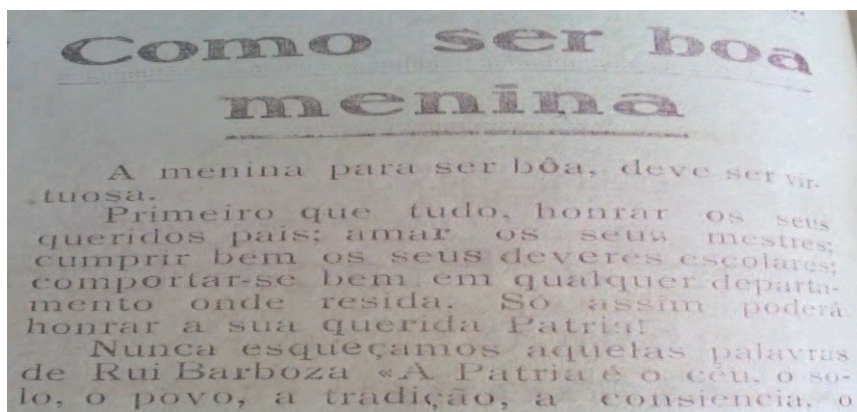 Como ser boa
menina
A menina para ser bôa, deve ser vir-
tuosa.
Primeiro que tudo, honrar os seus
queridos pais; amar os seus mestres;
cumprir bem os seus deveres escolares;
comportar-se bem em qualquer departa-
mento onde resida. Só assim poderá
honrar a sua querida Patria!
Nunca esqueçamos aquelas palavras
de Rui Barboza «A Patria é o céu, o so-
lo, o povo, a tradição, a consiencia, o